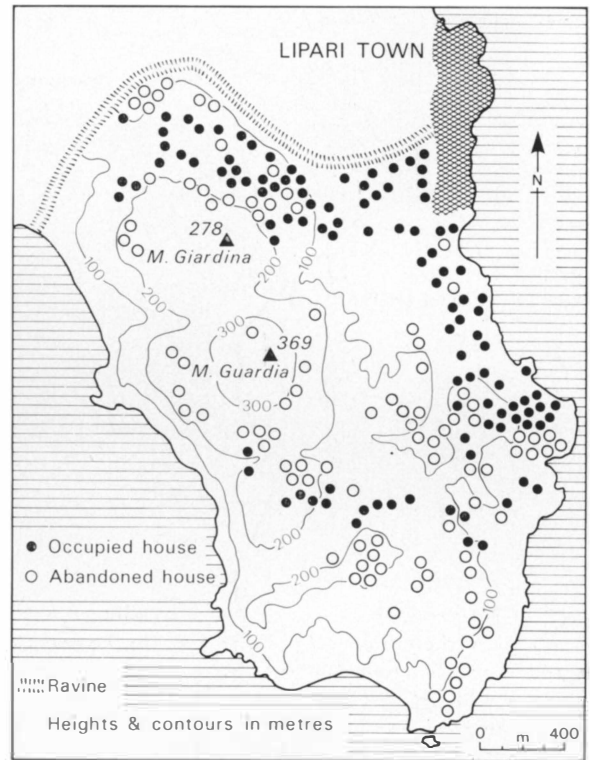 LIPARI TOWN
N
278
M. Giardina
100
200
200
100
300
369
M. Guardia
300
200
200
100
100
Occupied house
Abandoned house
Ravine
Heights & contours in metres
0 m 400